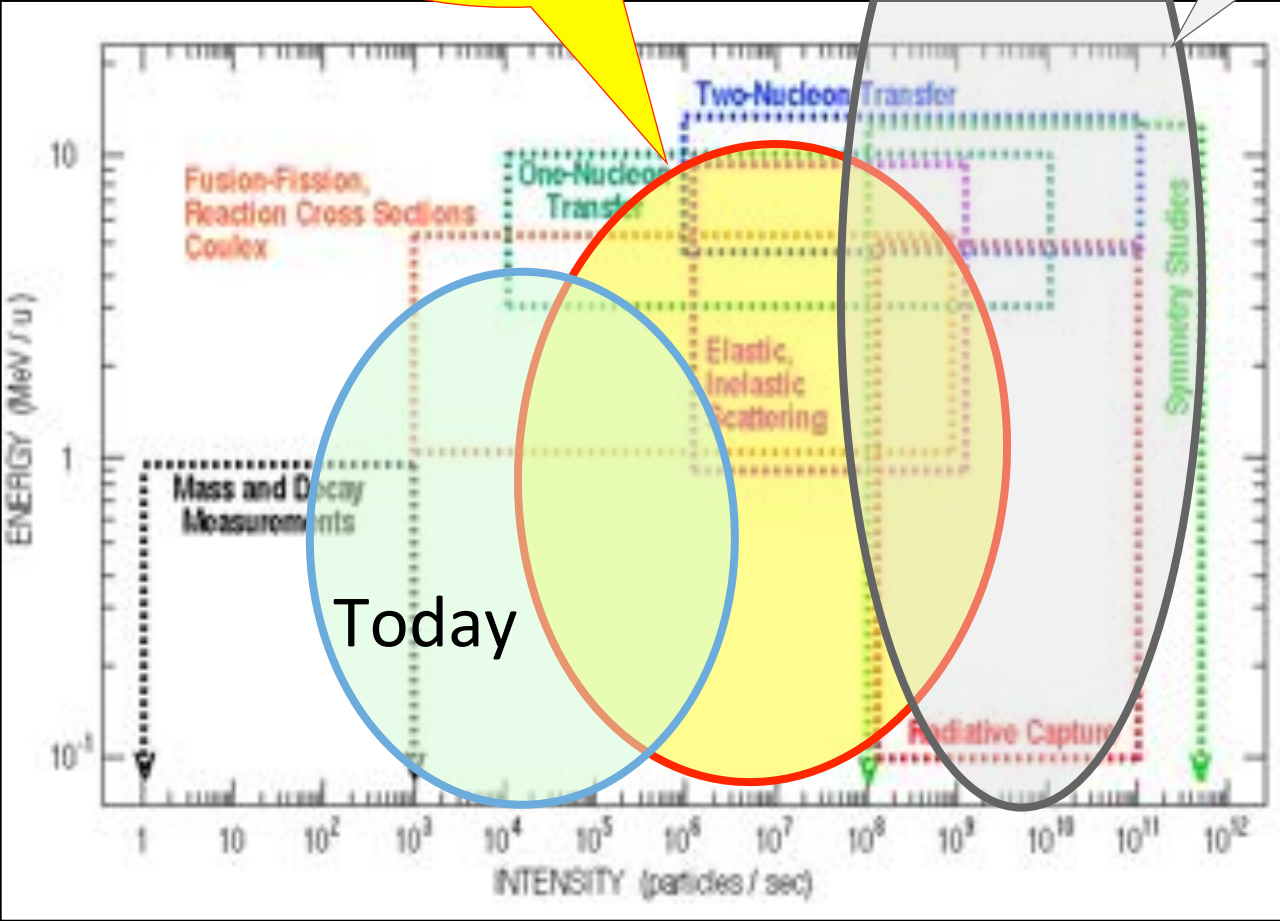 Two-Nucleon Transfer
10
Fusion-Fission,
Reaction Cross Sections
Coulex
One-Nucleon
Transfer
Symmetry Studies
ENERGY (MeV / u)
Elastic,
Inelastic
Scattering
1
Mass and Decay
Measurements
Today
Radiative Capture
10⁻¹
1 10 10² 10³ 10⁴ 10⁵ 10⁶ 10⁷ 10⁸ 10⁹ 10¹⁰ 10¹¹ 10¹²
INTENSITY (particles / sec)